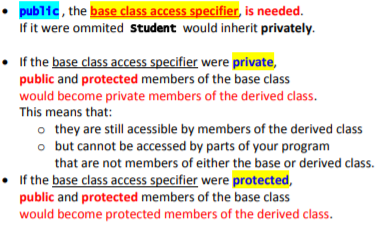 • public, the base class access specifier, is needed.
If it were ommited Student would inherit privately.
• If the base class access specifier were private,
public and protected members of the base class
would become private members of the derived class.
This means that:
o they are still acessible by members of the derived class
o but cannot be accessed by parts of your program
that are not members of either the base or derived class.
• If the base class access specifier were protected,
public and protected members of the base class
would become protected members of the derived class.